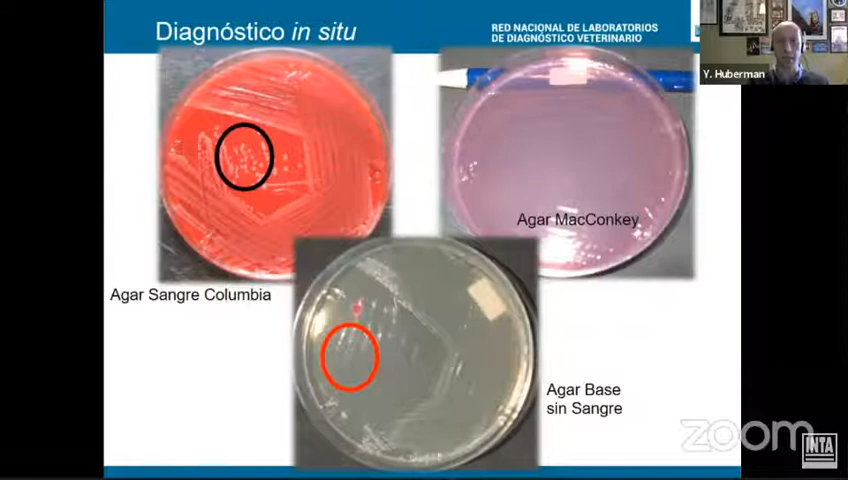 Diagnóstico in situ
RED NACIONAL DE LABORATORIOS
DE DIAGNÓSTICO VETERINARIO
Y. Huberman
Agar MacConkey
Agar Sangre Columbia
Agar Base
sin Sangre
zoom
INTA